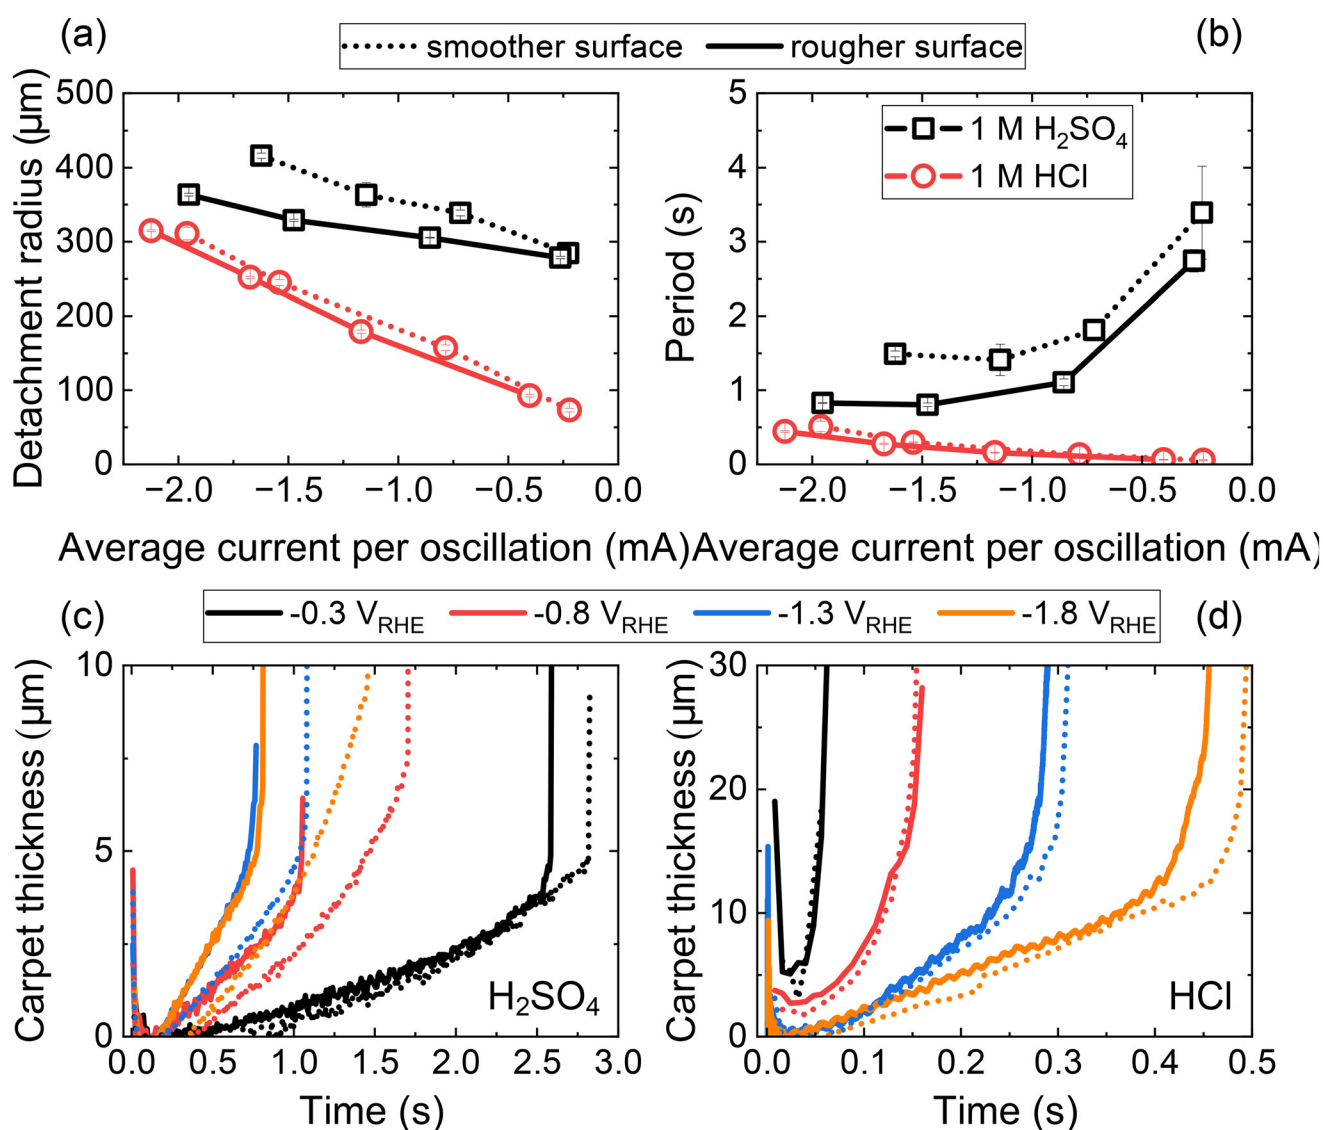 (a)
smoother surface
rougher surface
(b)
Detachment radius (μm)
500
400
300
200
100
0
−2.0 −1.5 −1.0 −0.5 0.0
Average current per oscillation (mA)
Period (s)
5
4
3
2
1
0
1 M H₂SO₄
1 M HCl
−2.0 −1.5 −1.0 −0.5 0.0
Average current per oscillation (mA)
(c)
-0.3 V_RHE
-0.8 V_RHE
-1.3 V_RHE
-1.8 V_RHE
(d)
Carpet thickness (μm)
10
5
0
H₂SO₄
0.0 0.5 1.0 1.5 2.0 2.5 3.0
Time (s)
Carpet thickness (μm)
30
20
10
0
HCl
0.0 0.1 0.2 0.3 0.4 0.5
Time (s)